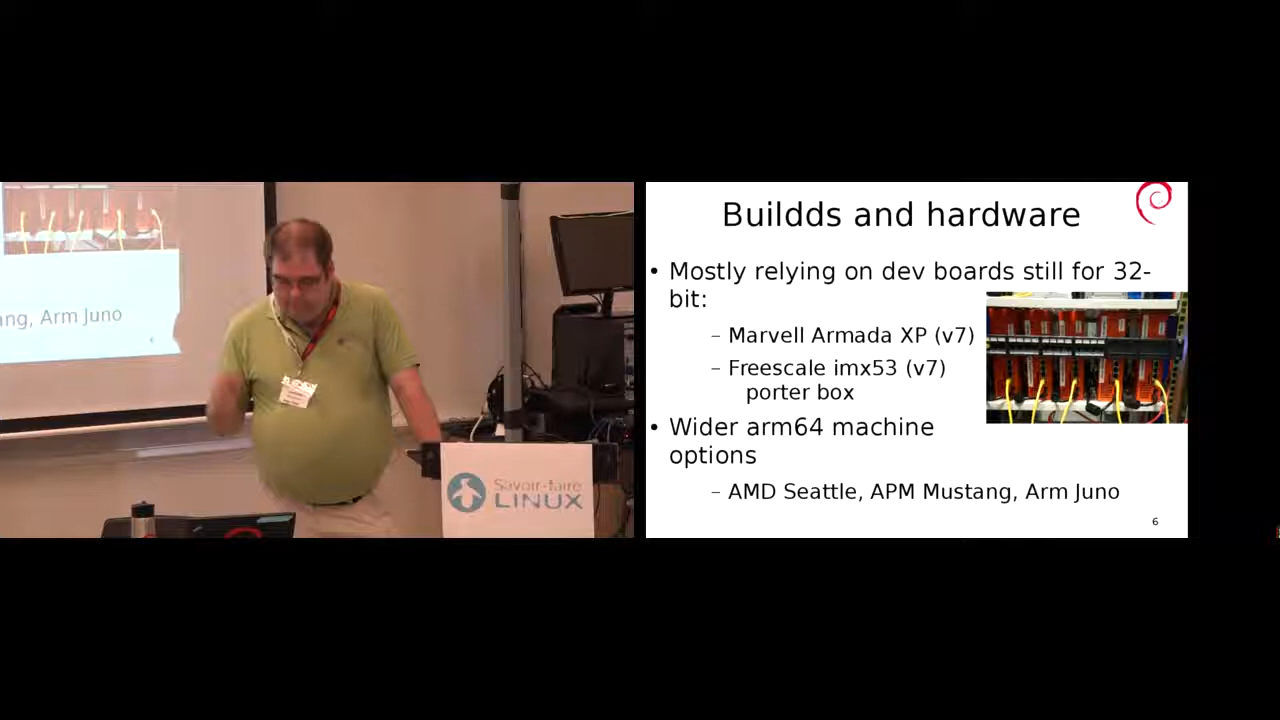 ang, Arm Juno
Savoir-faire
LINUX
Buildds and hardware
• Mostly relying on dev boards still for 32-
bit:
– Marvell Armada XP (v7)
– Freescale imx53 (v7)
porter box
• Wider arm64 machine
options
– AMD Seattle, APM Mustang, Arm Juno
6